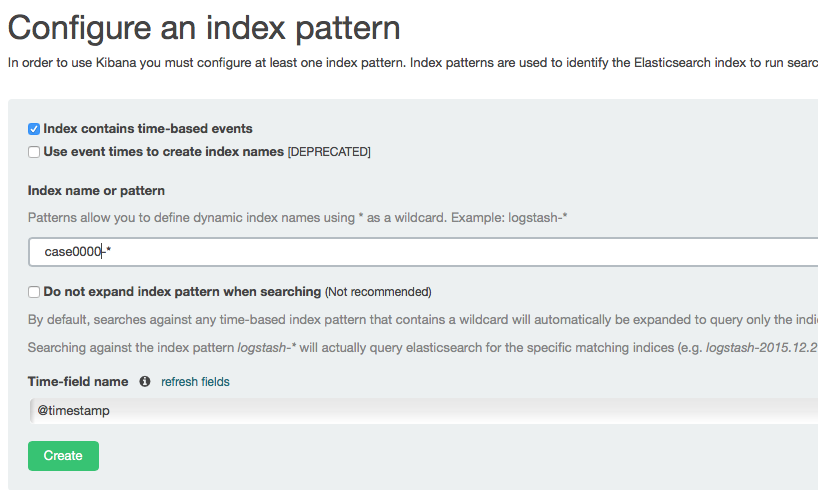 Configure an index pattern
In order to use Kibana you must configure at least one index pattern. Index patterns are used to identify the Elasticsearch index to run
Index contains time-based events
Use event times to create index names [DEPRECATED]
Index name or pattern
Patterns allow you to define dynamic index names using * as a wildcard. Example: logstash-*
case0000-*
Do not expand index pattern when searching (Not recommended)
By default, searches against any time-based index pattern that contains a wildcard will automatically be expanded to query only the
Searching against the index pattern logstash-* will actually query elasticsearch for the specific matching indices (e.g. logstash-2015.12.2
Time-field name refresh fields
@timestamp
Create